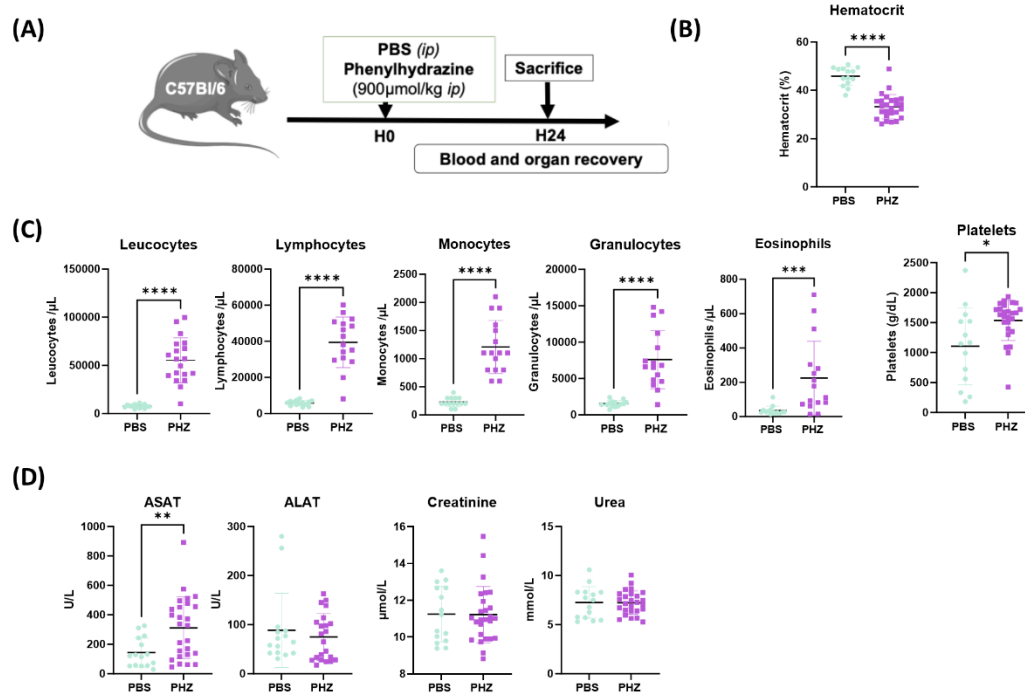 (A)
C57Bl/6
PBS (ip)
Phenylhydrazine
(900µmol/kg ip)
Sacrifice
H0
H24
Blood and organ recovery
(B)
Hematocrit
****
Hematocrit (%)
60
40
20
0
PBS
PHZ
(C)
Leucocytes
****
Leucocytes /µL
150000
100000
50000
0
PBS
PHZ
Lymphocytes
****
Lymphocytes /µL
80000
60000
40000
20000
0
PBS
PHZ
Monocytes
****
Monocytes /µL
2500
2000
1500
1000
500
0
PBS
PHZ
Granulocytes
****
Granulocytes /µL
20000
15000
10000
5000
0
PBS
PHZ
Eosinophils
***
Eosinophils /µL
800
600
400
200
0
PBS
PHZ
Platelets
*
Platelets (g/dL)
2500
2000
1500
1000
500
0
PBS
PHZ
(D)
ASAT
**
U/L
1000
800
600
400
200
0
PBS
PHZ
ALAT
U/L
300
200
100
0
PBS
PHZ
Creatinine
µmol/L
16
14
12
10
8
PBS
PHZ
Urea
mmol/L
15
10
5
0
PBS
PHZ